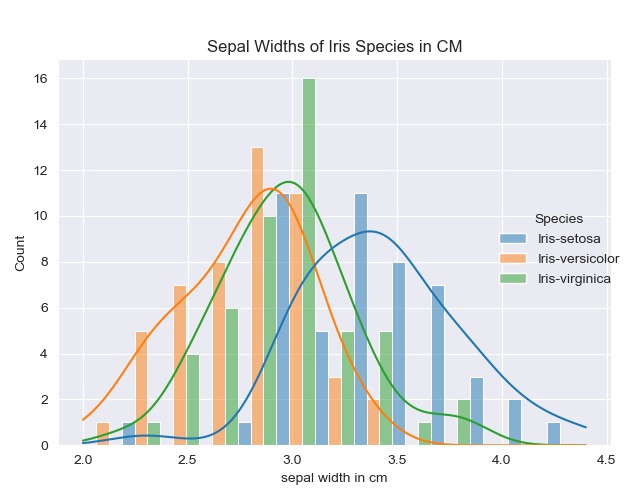 Sepal Widths of Iris Species in CM
16
14
12
10
8
6
4
2
0
Count
2.0 2.5 3.0 3.5 4.0 4.5
sepal width in cm
Species
Iris-setosa
Iris-versicolor
Iris-virginica